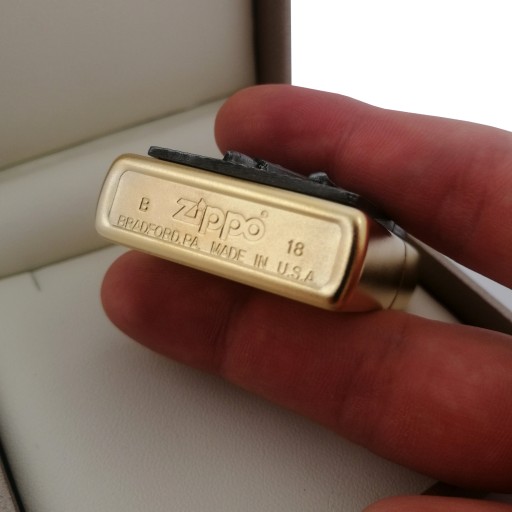 B zippo® 18
BRADFORD, PA. MADE IN U.S.A.